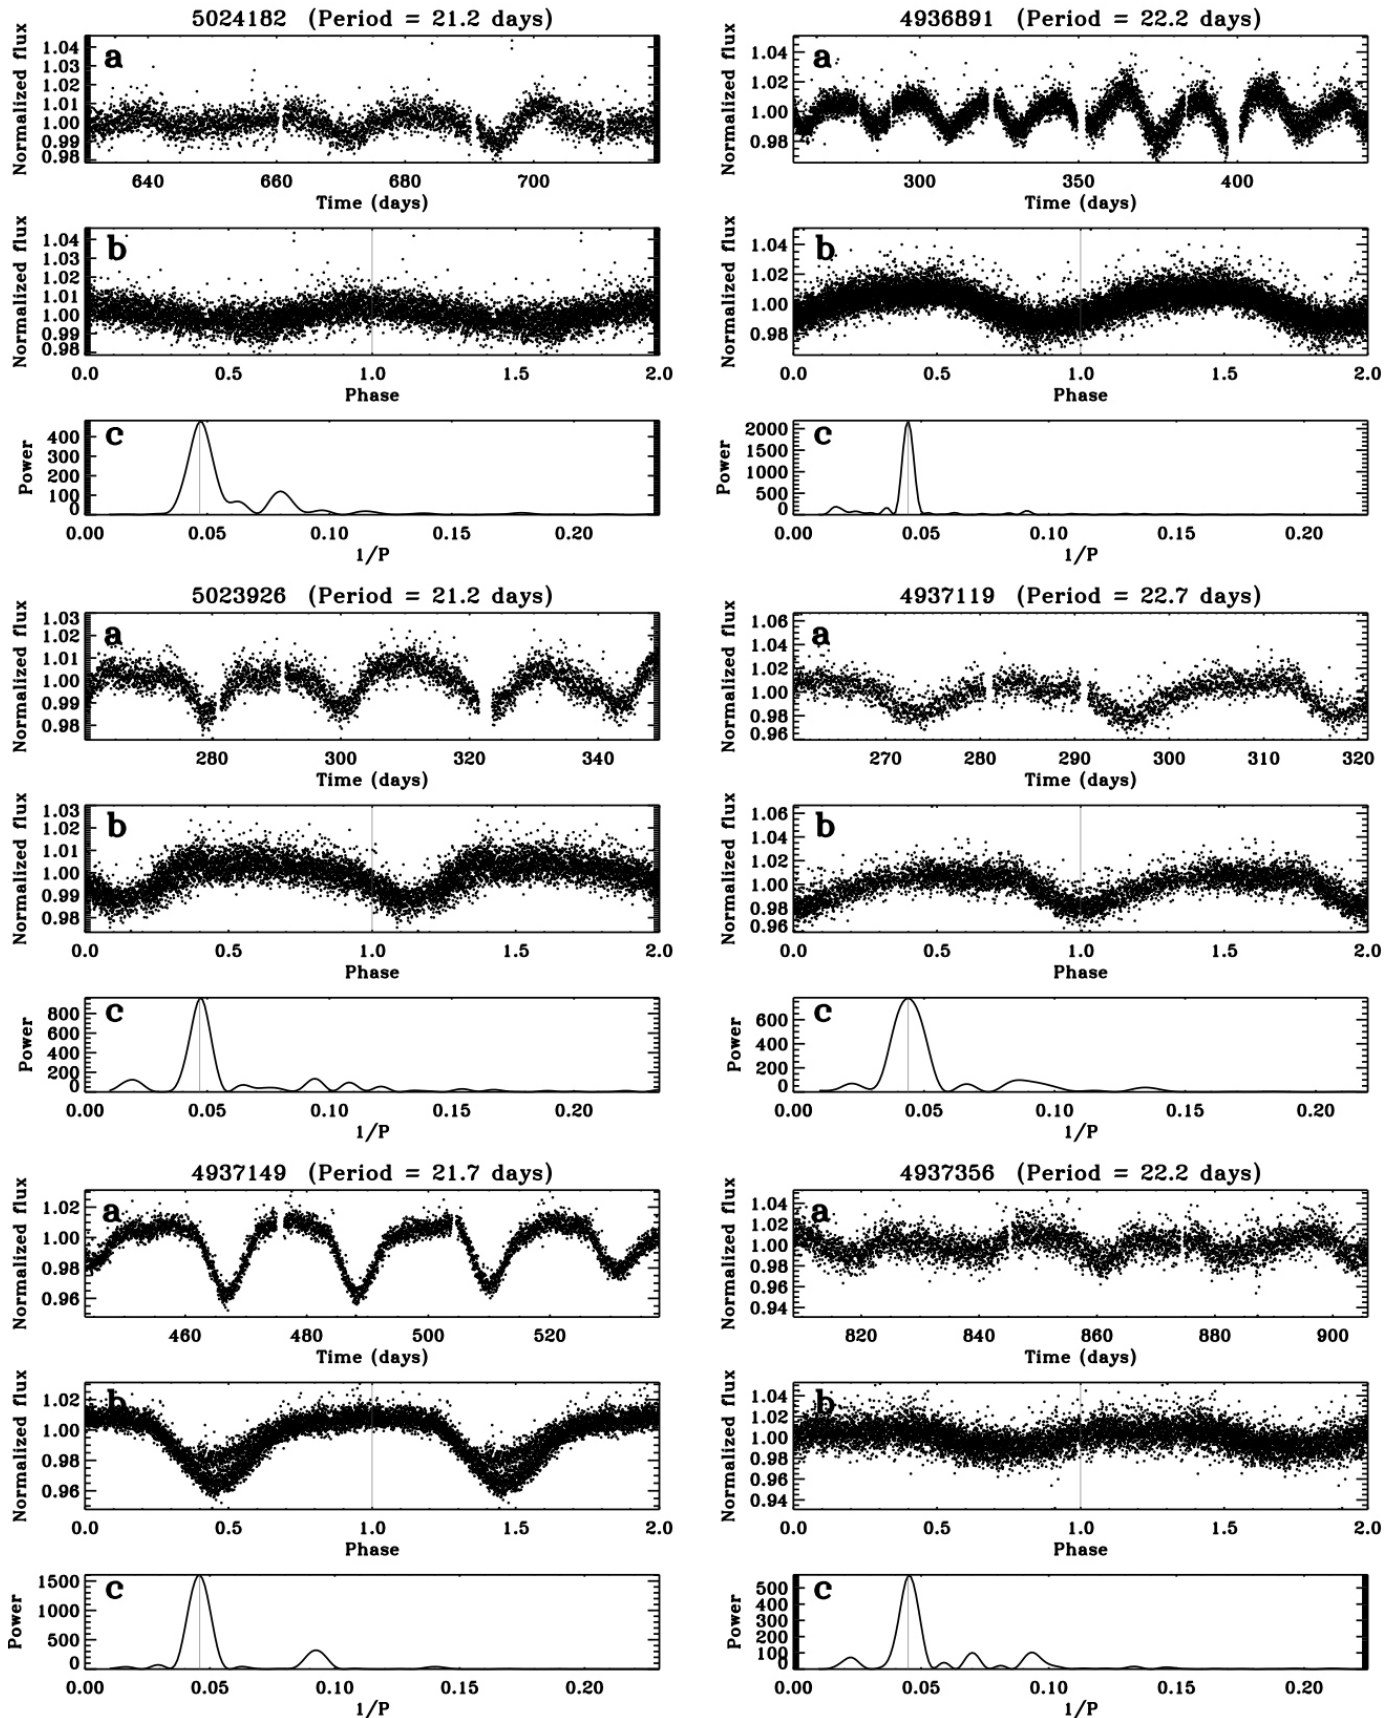 5024182 (Period = 21.2 days)
Normalized flux
a
1.04
1.03
1.02
1.01
1.00
0.99
0.98
640 660 680 700
Time (days)
Normalized flux
b
1.04
1.03
1.02
1.01
1.00
0.99
0.98
0.0 0.5 1.0 1.5 2.0
Phase
Power
c
400
300
200
100
0
0.00 0.05 0.10 0.15 0.20
1/P
4936891 (Period = 22.2 days)
Normalized flux
a
1.04
1.02
1.00
0.98
300 350 400
Time (days)
Normalized flux
b
1.04
1.02
1.00
0.98
0.0 0.5 1.0 1.5 2.0
Phase
Power
c
2000
1500
1000
500
0
0.00 0.05 0.10 0.15 0.20
1/P
5023926 (Period = 21.2 days)
Normalized flux
a
1.03
1.02
1.01
1.00
0.99
0.98
280 300 320 340
Time (days)
Normalized flux
b
1.03
1.02
1.01
1.00
0.99
0.98
0.0 0.5 1.0 1.5 2.0
Phase
Power
c
800
600
400
200
0
0.00 0.05 0.10 0.15 0.20
1/P
4937119 (Period = 22.7 days)
Normalized flux
a
1.06
1.04
1.02
1.00
0.98
0.96
270 280 290 300 310 320
Time (days)
Normalized flux
b
1.06
1.04
1.02
1.00
0.98
0.96
0.0 0.5 1.0 1.5 2.0
Phase
Power
c
600
400
200
0
0.00 0.05 0.10 0.15 0.20
1/P
4937149 (Period = 21.7 days)
Normalized flux
a
1.02
1.00
0.98
0.96
460 480 500 520
Time (days)
Normalized flux
b
1.02
1.00
0.98
0.96
0.0 0.5 1.0 1.5 2.0
Phase
Power
c
1500
1000
500
0
0.00 0.05 0.10 0.15 0.20
1/P
4937356 (Period = 22.2 days)
Normalized flux
a
1.04
1.02
1.00
0.98
0.96
0.94
820 840 860 880 900
Time (days)
Normalized flux
b
1.04
1.02
1.00
0.98
0.96
0.94
0.0 0.5 1.0 1.5 2.0
Phase
Power
c
500
400
300
200
100
0
0.00 0.05 0.10 0.15 0.20
1/P